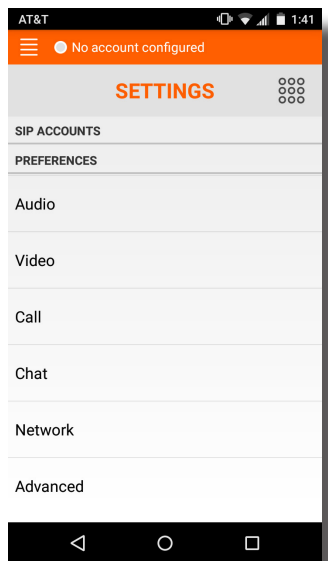 AT&T 1:41
No account configured
SETTINGS
SIP ACCOUNTS
PREFERENCES
Audio
Video
Call
Chat
Network
Advanced